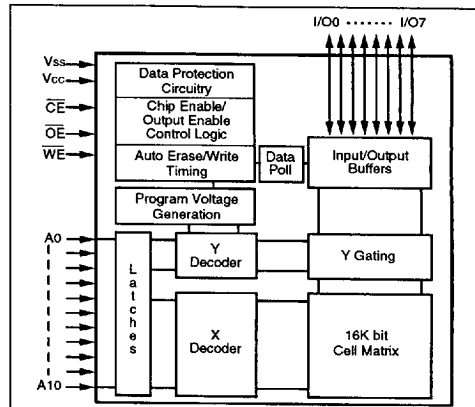 I/O0 ........ I/O7
VSS
VCC
CE
OE
WE
Data Protection
Circuitry
Chip Enable/
Output Enable
Control Logic
Auto Erase/Write
Timing
Data
Poll
Input/Output
Buffers
Program Voltage
Generation
A0
A10
Latches
Y
Decoder
Y Gating
X
Decoder
16K bit
Cell Matrix